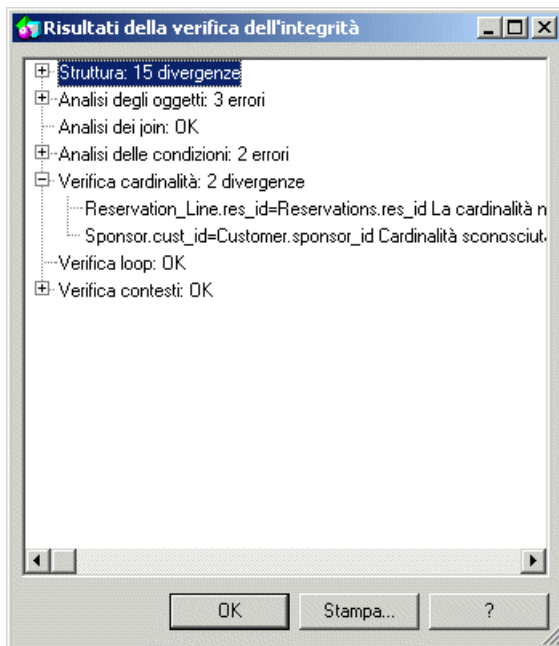 Risultati della verifica dell'integrità
Struttura: 15 divergenze
Analisi degli oggetti: 3 errori
Analisi dei join: OK
Analisi delle condizioni: 2 errori
Verifica cardinalità: 2 divergenze
Reservation_Line.res_id=Reservations.res_id La cardinalità n
Sponsor.cust_id=Customer.sponsor_id Cardinalità sconosciut
Verifica loop: OK
Verifica contesti: OK
OK
Stampa...
?